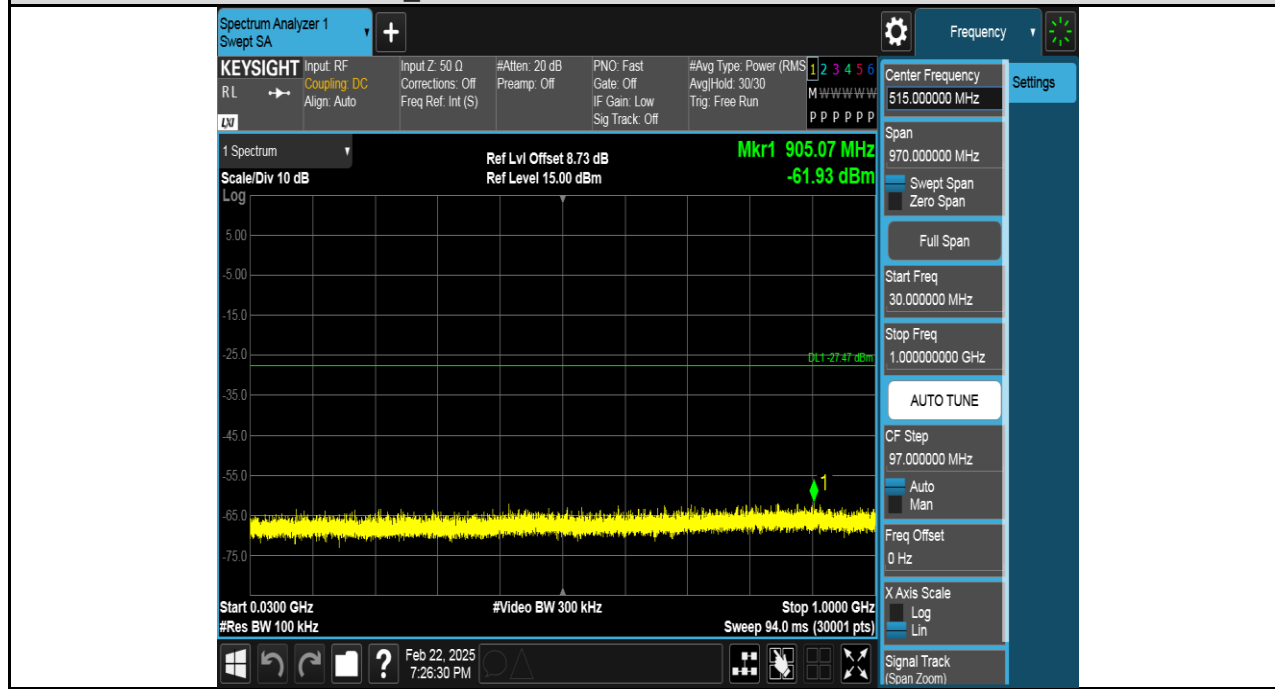 Spectrum Analyzer 1
Swept SA
+
Frequency
KEYSIGHT
RL
LXI
Input: RF
Coupling: DC
Align: Auto
Input Z: 50 Ω
Corrections: Off
Freq Ref: Int (S)
#Atten: 20 dB
Preamp: Off
PNO: Fast
Gate: Off
IF Gain: Low
Sig Track: Off
#Avg Type: Power (RMS
Avg|Hold: 30/30
Trig: Free Run
1 2 3 4 5 6
M W W W W W
P P P P P P
1 Spectrum
Scale/Div 10 dB
Ref Lvl Offset 8.73 dB
Ref Level 15.00 dBm
Mkr1 905.07 MHz
-61.93 dBm
Log
5.00
-5.00
-15.0
-25.0
DL1 -27.47 dBm
-35.0
-45.0
-55.0
1
-65.0
-75.0
Start 0.0300 GHz
#Video BW 300 kHz
Stop 1.0000 GHz
#Res BW 100 kHz
Sweep 94.0 ms (30001 pts)
?
Feb 22, 2025
7:26:30 PM
Center Frequency
515.000000 MHz
Settings
Span
970.000000 MHz
Swept Span
Zero Span
Full Span
Start Freq
30.000000 MHz
Stop Freq
1.000000000 GHz
AUTO TUNE
CF Step
97.000000 MHz
Auto
Man
Freq Offset
0 Hz
X Axis Scale
Log
Lin
Signal Track
(Span Zoom)